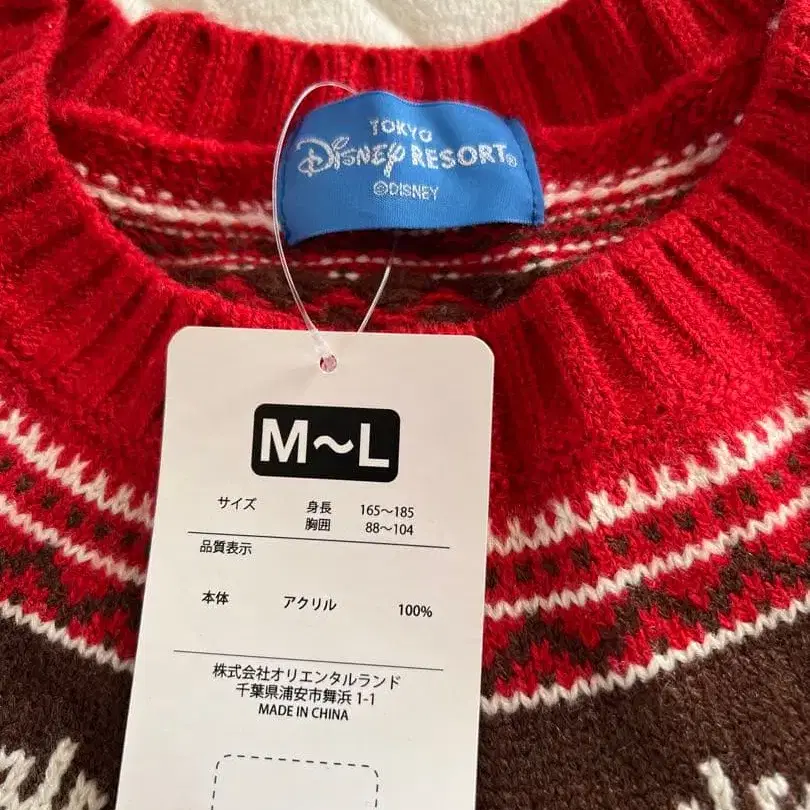 TOKYO
DISNEY RESORT®
©DISNEY
M～L
サイズ 身長 165～185
胸囲 88～104
品質表示
本体 アクリル 100%
株式会社オリエンタルランド
千葉県浦安市舞浜 1-1
MADE IN CHINA